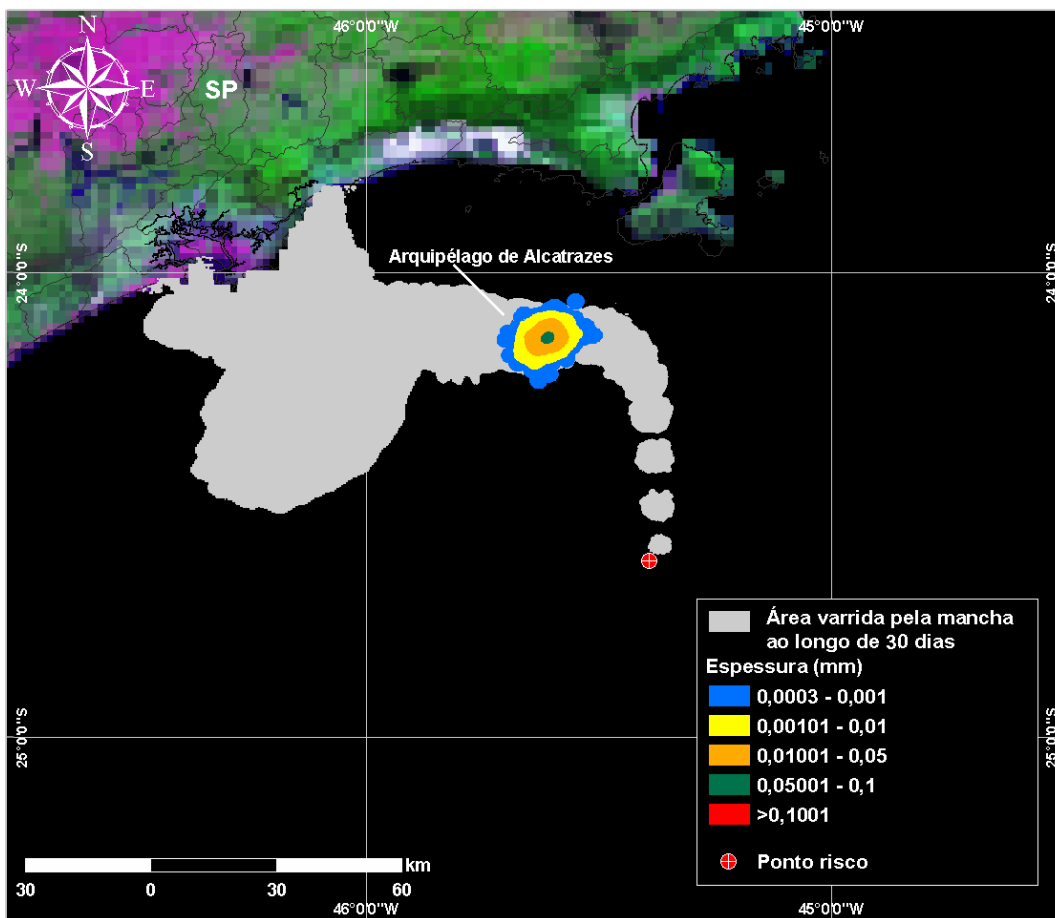 46°0'0"W
45°0'0"W
N
W
E
S
SP
24°0'0"S
24°0'0"S
Arquipélago de Alcatrazes
Área varrida pela mancha
ao longo de 30 dias
Espessura (mm)
0,0003 - 0,001
0,00101 - 0,01
0,01001 - 0,05
0,05001 - 0,1
>0,1001
Ponto risco
25°0'0"S
25°0'0"S
km
30
0
30
60
46°0'0"W
45°0'0"W